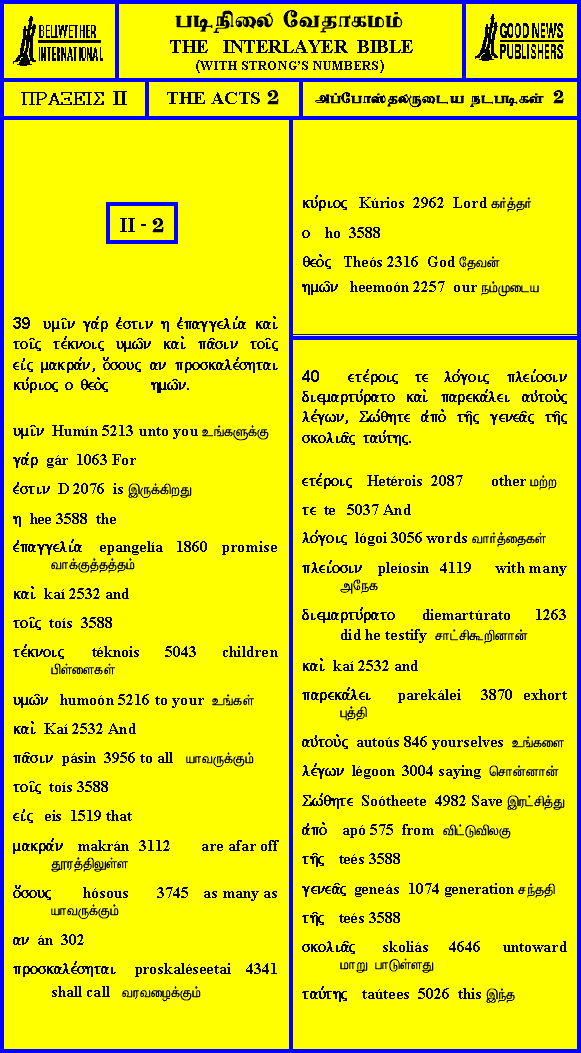 BELLWETHER
INTERNATIONAL
படிநிலை வேதாகமம்
THE INTERLAYER BIBLE
(WITH STRONG'S NUMBERS)
GOOD NEWS
PUBLISHERS
ΠΡΑΞΕΙΣ II
THE ACTS 2
அப்போஸ்தலருடைய நடபடிகள் 2
II - 2
39 υμῖν γάρ ἐστιν η ἐπαγγελία καὶ
τοῖς τέκνοις υμῶν καὶ πᾶσιν τοῖς
εἰς μακράν, ὅσους αν προσκαλέσηται
κύριος ο θεὸς ημῶν.
υμῖν Humín 5213 unto you உங்களுக்கு
γάρ gár 1063 For
ἐστιν D 2076 is இருக்கிறது
η hee 3588 the
ἐπαγγελία epangelía 1860 promise
வாக்குத்தத்தம்
καὶ kaí 2532 and
τοῖς toís 3588
τέκνοις téknois 5043 children
பிள்ளைகள்
υμῶν humoón 5216 to your உங்கள்
καὶ Kaí 2532 And
πᾶσιν pásin 3956 to all யாவருக்கும்
τοῖς toís 3588
εἰς eis 1519 that
μακράν makrán 3112 are afar off
தூரத்திலுள்ள
ὅσους hósous 3745 as many as
யாவருக்கும்
αν án 302
προσκαλέσηται proskaléseetai 4341
shall call வரவழைக்கும்
κύριος Kúrios 2962 Lord கர்த்தர்
ο ho 3588
θεὸς Theós 2316 God தேவன்
ημῶν heemoón 2257 our நம்முடைய
40 ετέροις τε λόγοις πλείοσιν
διεμαρτύρατο καὶ παρεκάλει αὐτοὺς
λέγων, Σώθητε ἀπὸ τῆς γενεᾶς τῆς
σκολιᾶς ταύτης.
ετέροις Hetérois 2087 other மற்ற
τε te 5037 And
λόγοις lógoi 3056 words வார்த்தைகள்
πλείοσιν pleíosin 4119 with many
அநேக
διεμαρτύρατο diemartúrato 1263
did he testify சாட்சிகூறினான்
καὶ kaí 2532 and
παρεκάλει parekálei 3870 exhort
புத்தி
αὐτοὺς autoús 846 yourselves உங்களை
λέγων légoon 3004 saying சொன்னான்
Σώθητε Soótheete 4982 Save இரட்சித்து
ἀπὸ apó 575 from விட்டுவிலகு
τῆς teés 3588
γενεᾶς geneás 1074 generation சந்ததி
τῆς teés 3588
σκολιᾶς skoliás 4646 untoward
மாறு பாடுள்ளது
ταύτης taútees 5026 this இந்த